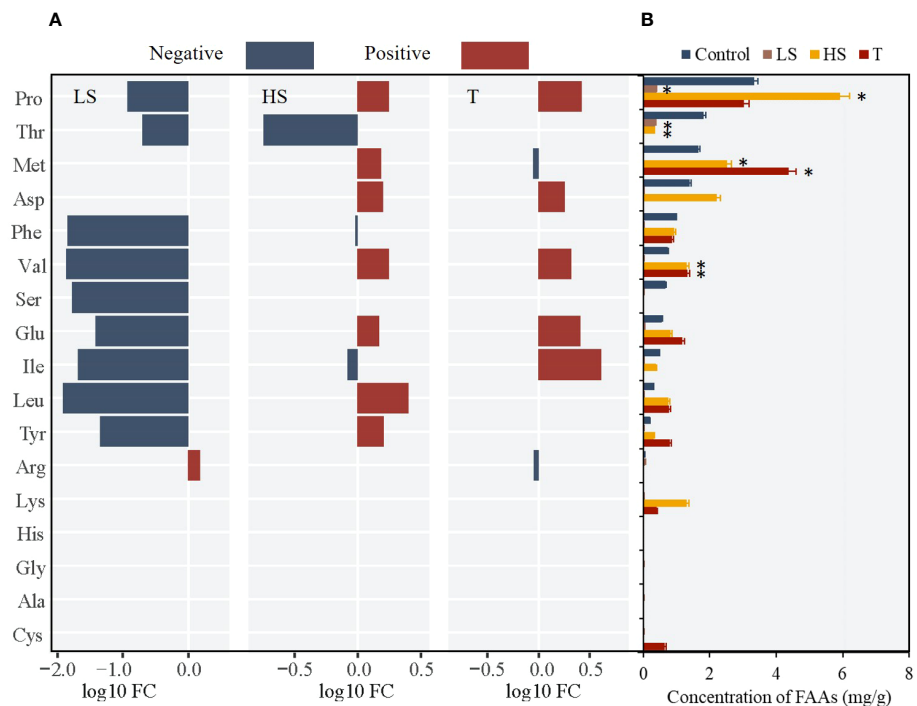 A
B
Negative Positive
Control LS HS T
LS HS T
Pro
Thr
Met
Asp
Phe
Val
Ser
Glu
Ile
Leu
Tyr
Arg
Lys
His
Gly
Ala
Cys
* *
* *
* *
* *
−2.0 −1.0 0.0 −0.5 0.0 0.5 −0.5 0.0 0.5 0 2 4 6 8
log10 FC log10 FC log10 FC Concentration of FAAs (mg/g)